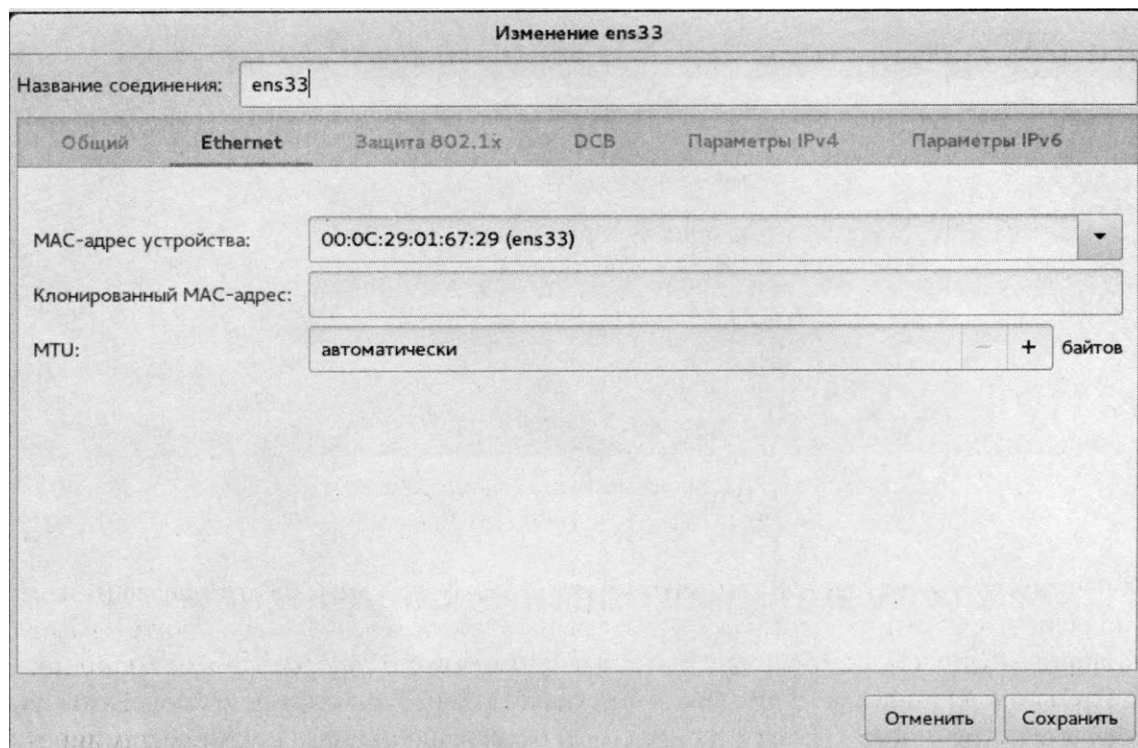 Изменение ens33
Название соединения: ens33
Общий Ethernet Защита 802.1x DCB Параметры IPv4 Параметры IPv6
MAC-адрес устройства: 00:0C:29:01:67:29 (ens33)
Клонированный MAC-адрес:
MTU: автоматически − + байтов
Отменить Сохранить